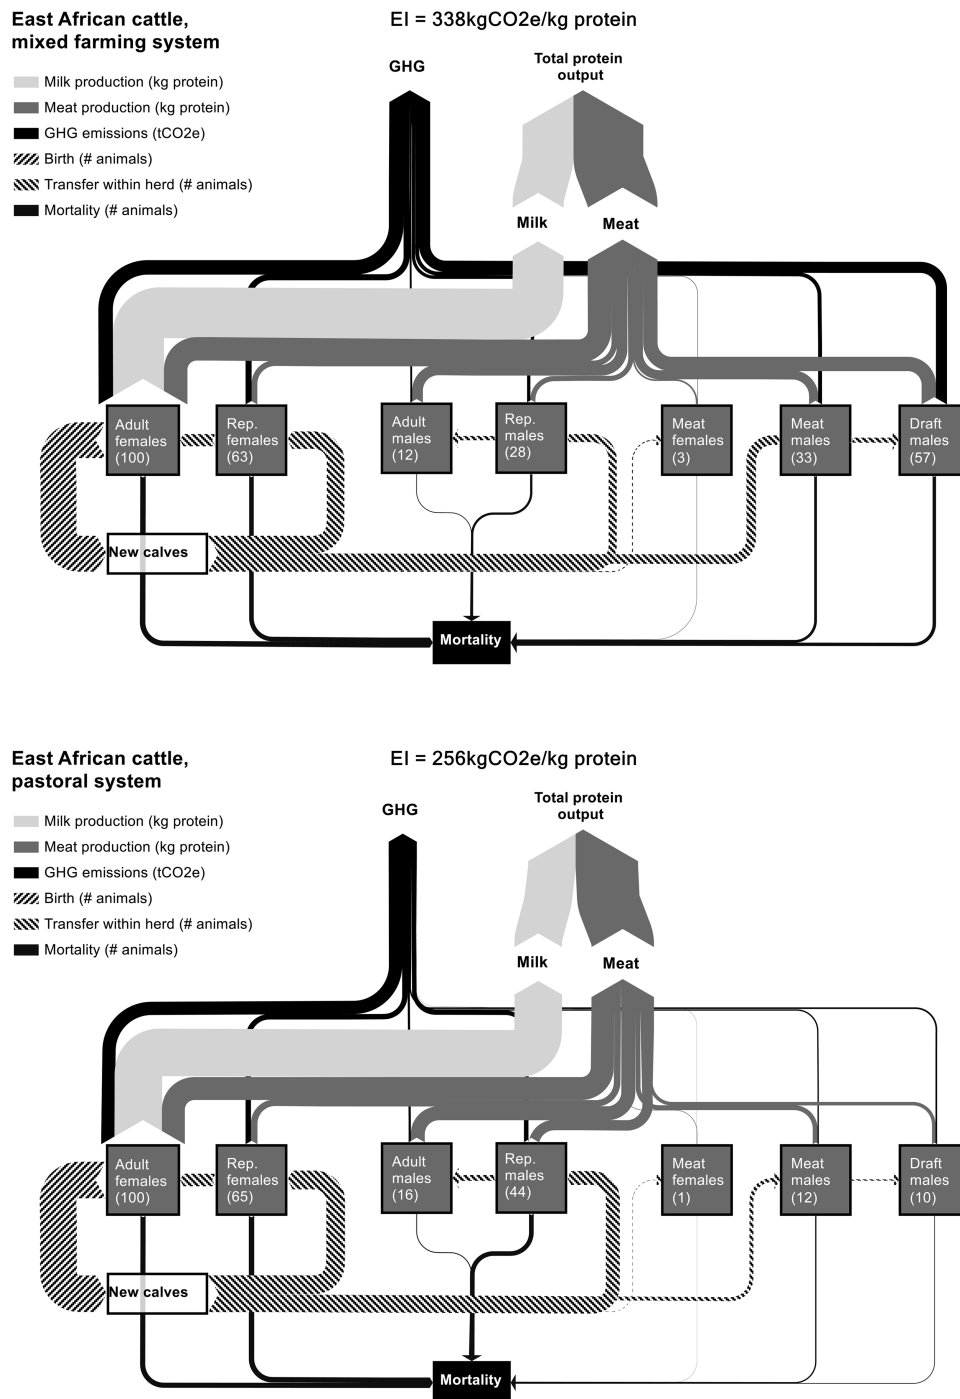 East African cattle,
mixed farming system
EI = 338kgCO2e/kg protein
Milk production (kg protein)
Meat production (kg protein)
GHG emissions (tCO2e)
Birth (# animals)
Transfer within herd (# animals)
Mortality (# animals)
GHG
Total protein
output
Milk
Meat
Adult
females
(100)
Rep.
females
(63)
Adult
males
(12)
Rep.
males
(28)
Meat
females
(3)
Meat
males
(33)
Draft
males
(57)
New calves
Mortality
East African cattle,
pastoral system
EI = 256kgCO2e/kg protein
Milk production (kg protein)
Meat production (kg protein)
GHG emissions (tCO2e)
Birth (# animals)
Transfer within herd (# animals)
Mortality (# animals)
GHG
Total protein
output
Milk
Meat
Adult
females
(100)
Rep.
females
(65)
Adult
males
(16)
Rep.
males
(44)
Meat
females
(1)
Meat
males
(12)
Draft
males
(10)
New calves
Mortality